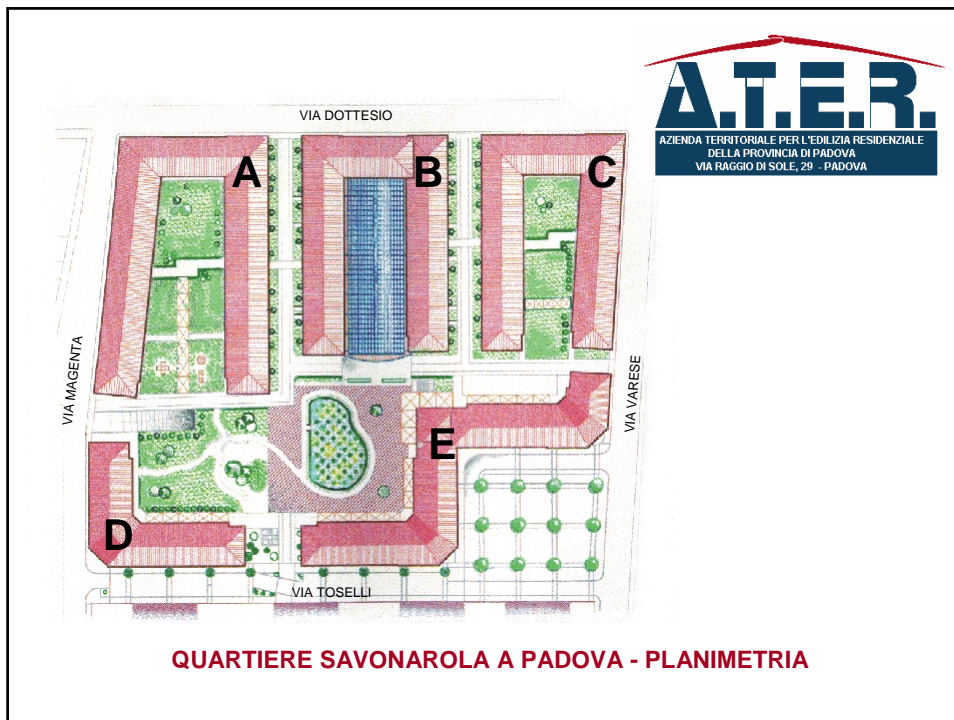 A.T.E.R.
AZIENDA TERRITORIALE PER L'EDILIZIA RESIDENZIALE
DELLA PROVINCIA DI PADOVA
VIA RAGGIO DI SOLE, 29 - PADOVA
VIA DOTTESIO
A
B
C
VIA MAGENTA
VIA VARESE
E
D
VIA TOSELLI
QUARTIERE SAVONAROLA A PADOVA - PLANIMETRIA